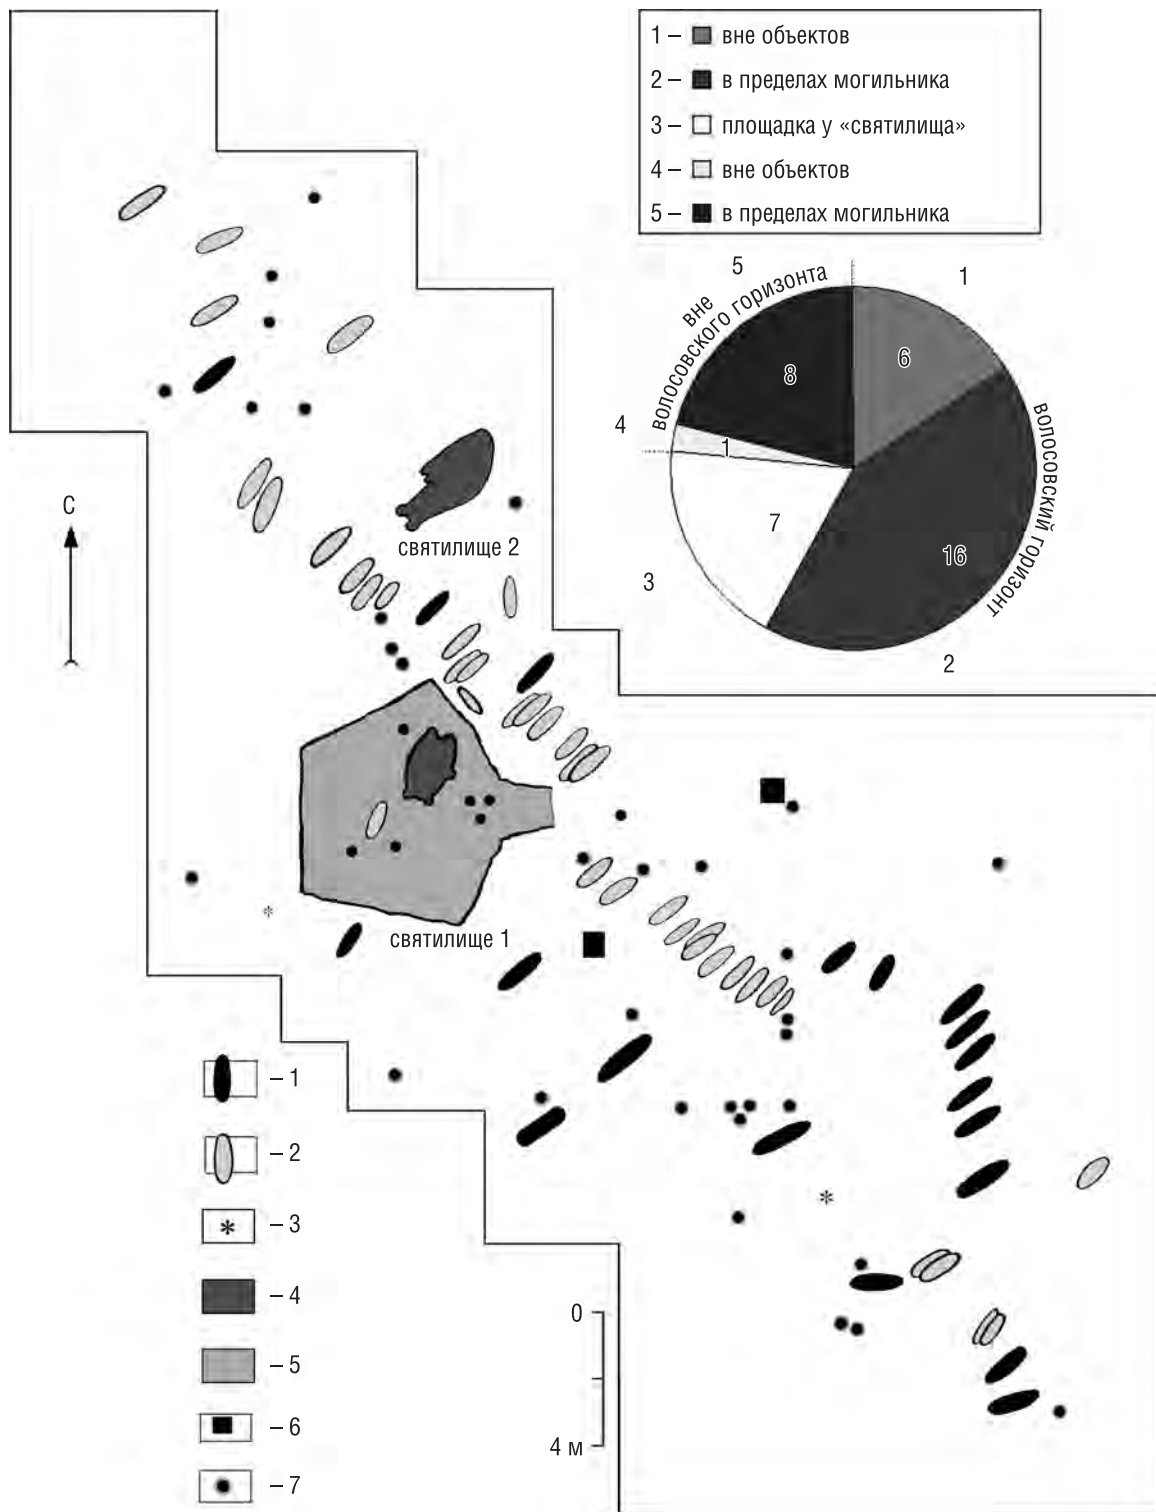 1 – вне объектов
2 – в пределах могильника
3 – площадка у «святилища»
4 – вне объектов
5 – в пределах могильника
5
1
вне
волосовского горизонта
6
8
4
1
волосовский горизонт
С
7
16
святилище 2
3
2
святилище 1
– 1
– 2
* – 3
– 4
0
– 5
– 6
4 м
– 7